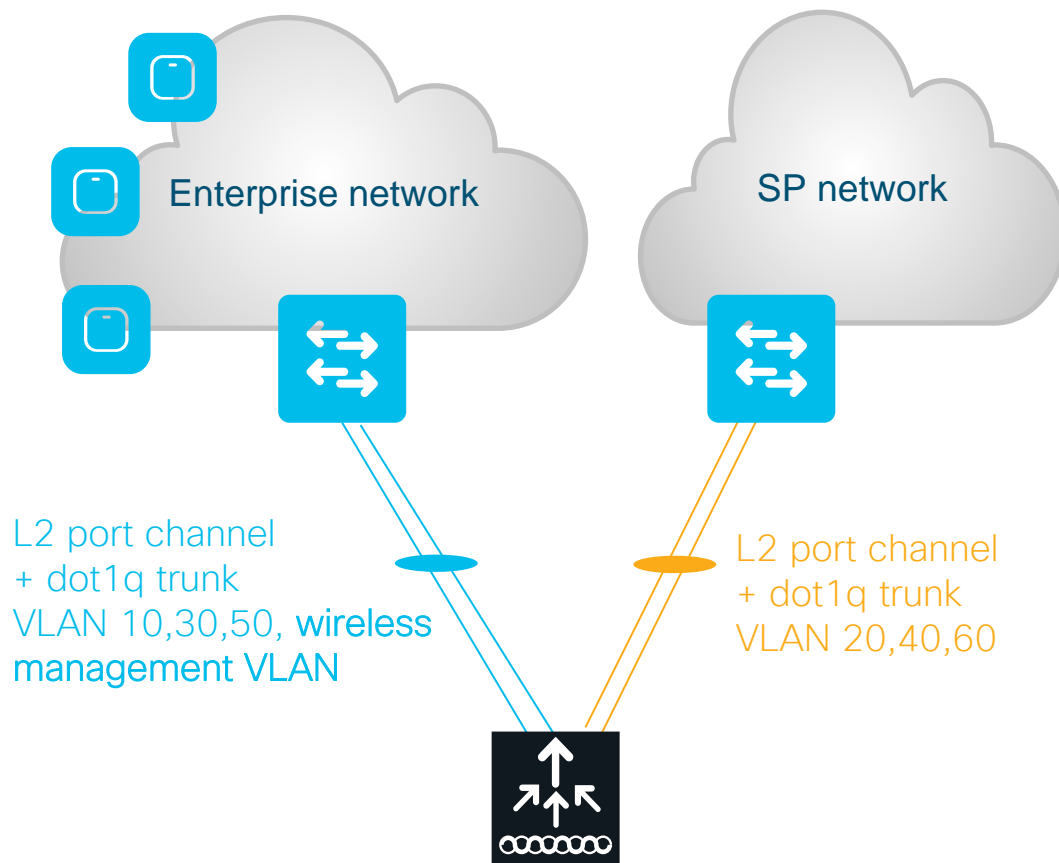 Enterprise network
SP network
L2 port channel
+ dot1q trunk
VLAN 10,30,50, wireless
management VLAN
L2 port channel
+ dot1q trunk
VLAN 20,40,60